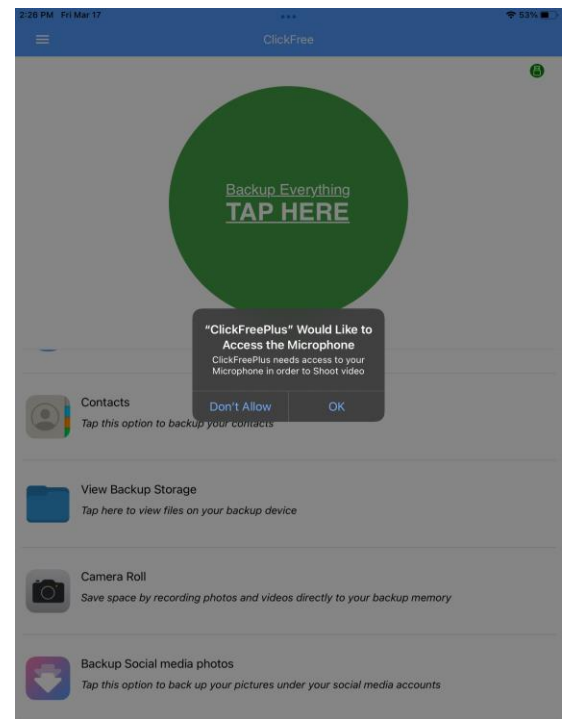 2:26 PM Fri Mar 17
53%
ClickFree
Backup Everything
TAP HERE
"ClickFreePlus" Would Like to
Access the Microphone
ClickFreePlus needs access to your
Microphone in order to Shoot video
Don't Allow
OK
Contacts
Tap this option to backup your contacts
View Backup Storage
Tap here to view files on your backup device
Camera Roll
Save space by recording photos and videos directly to your backup memory
Backup Social media photos
Tap this option to back up your pictures under your social media accounts